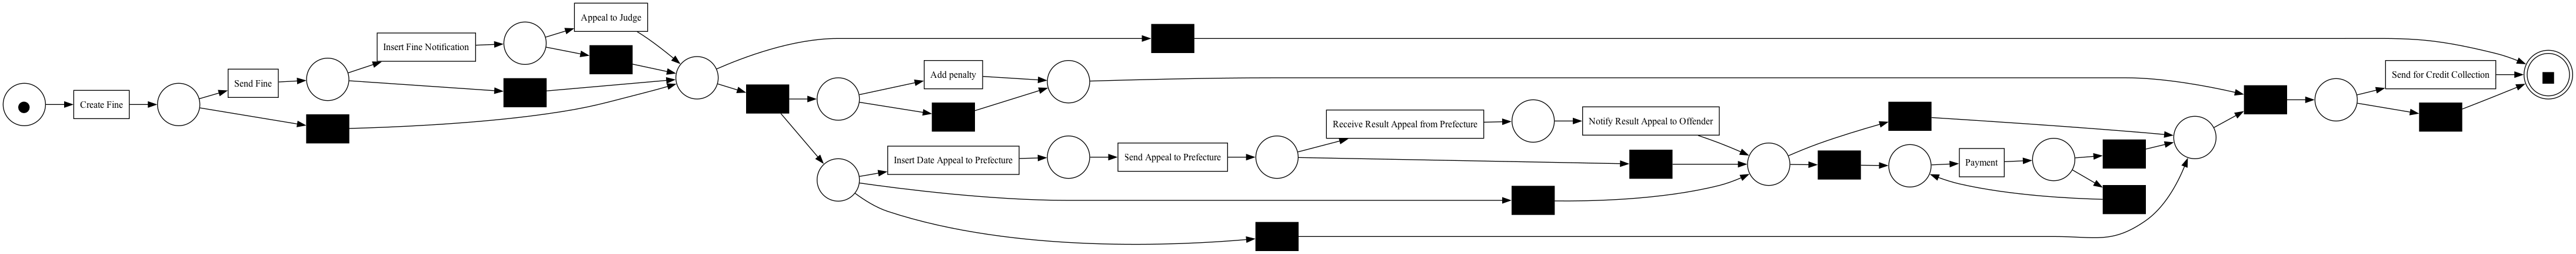 Create Fine
Send Fine
Insert Fine Notification
Appeal to Judge
Add penalty
Insert Date Appeal to Prefecture
Send Appeal to Prefecture
Receive Result Appeal from Prefecture
Notify Result Appeal to Offender
Payment
Send for Credit Collection